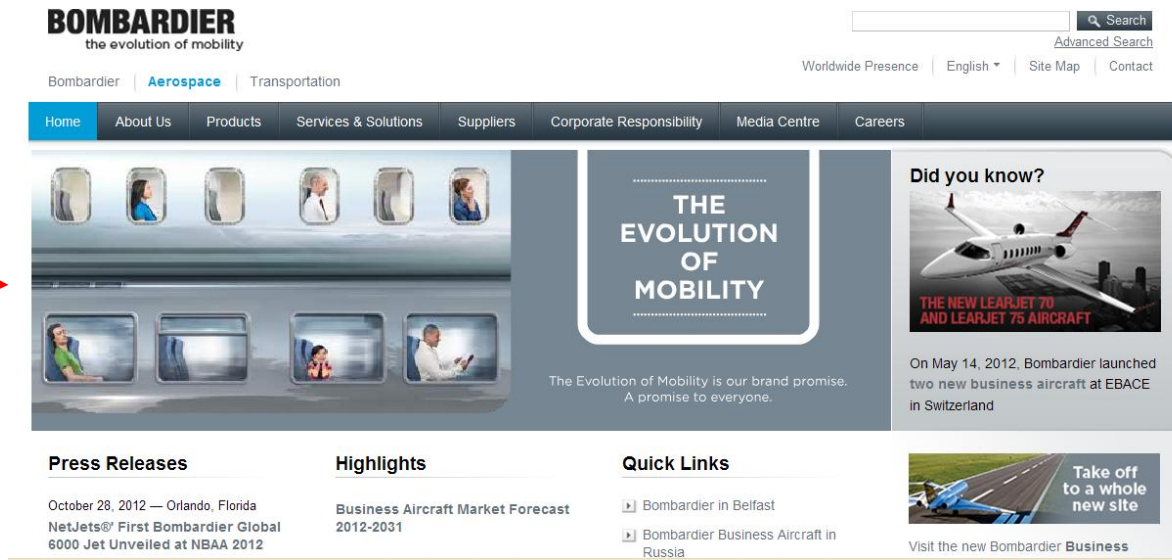 BOMBARDIER
the evolution of mobility
Search
Advanced Search
Worldwide Presence English Site Map Contact
Bombardier Aerospace Transportation
Home About Us Products Services & Solutions Suppliers Corporate Responsibility Media Centre Careers
THE
EVOLUTION
OF
MOBILITY
The Evolution of Mobility is our brand promise.
A promise to everyone.
Did you know?
THE NEW LEARJET 70
AND LEARJET 75 AIRCRAFT
On May 14, 2012, Bombardier launched
two new business aircraft at EBACE
in Switzerland
Press Releases
October 28, 2012 — Orlando, Florida
NetJets®' First Bombardier Global
6000 Jet Unveiled at NBAA 2012
Highlights
Business Aircraft Market Forecast
2012-2031
Quick Links
Bombardier in Belfast
Bombardier Business Aircraft in
Russia
Take off
to a whole
new site
Visit the new Bombardier Business